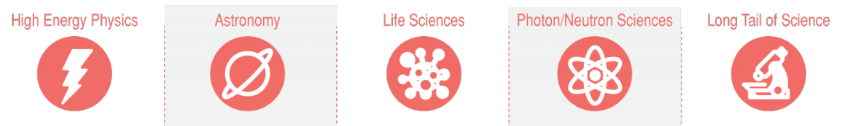 High Energy Physics
Astronomy
Life Sciences
Photon/Neutron Sciences
Long Tail of Science